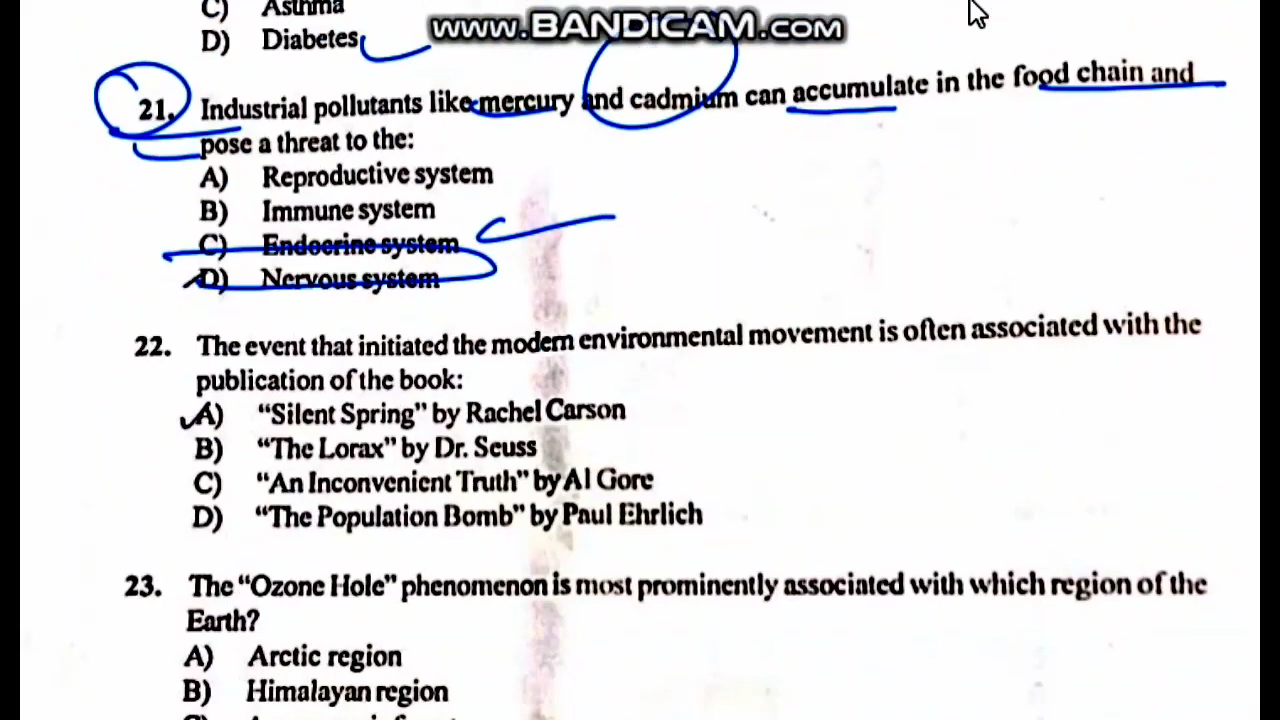 C) Asthma
www.BANDICAM.com
D) Diabetes
21. Industrial pollutants like mercury and cadmium can accumulate in the food chain and
pose a threat to the:
A) Reproductive system
B) Immune system
C) Endocrine system
D) Nervous system
22. The event that initiated the modern environmental movement is often associated with the
publication of the book:
A) “Silent Spring” by Rachel Carson
B) “The Lorax” by Dr. Seuss
C) “An Inconvenient Truth” by Al Gore
D) “The Population Bomb” by Paul Ehrlich
23. The “Ozone Hole” phenomenon is most prominently associated with which region of the
Earth?
A) Arctic region
B) Himalayan region